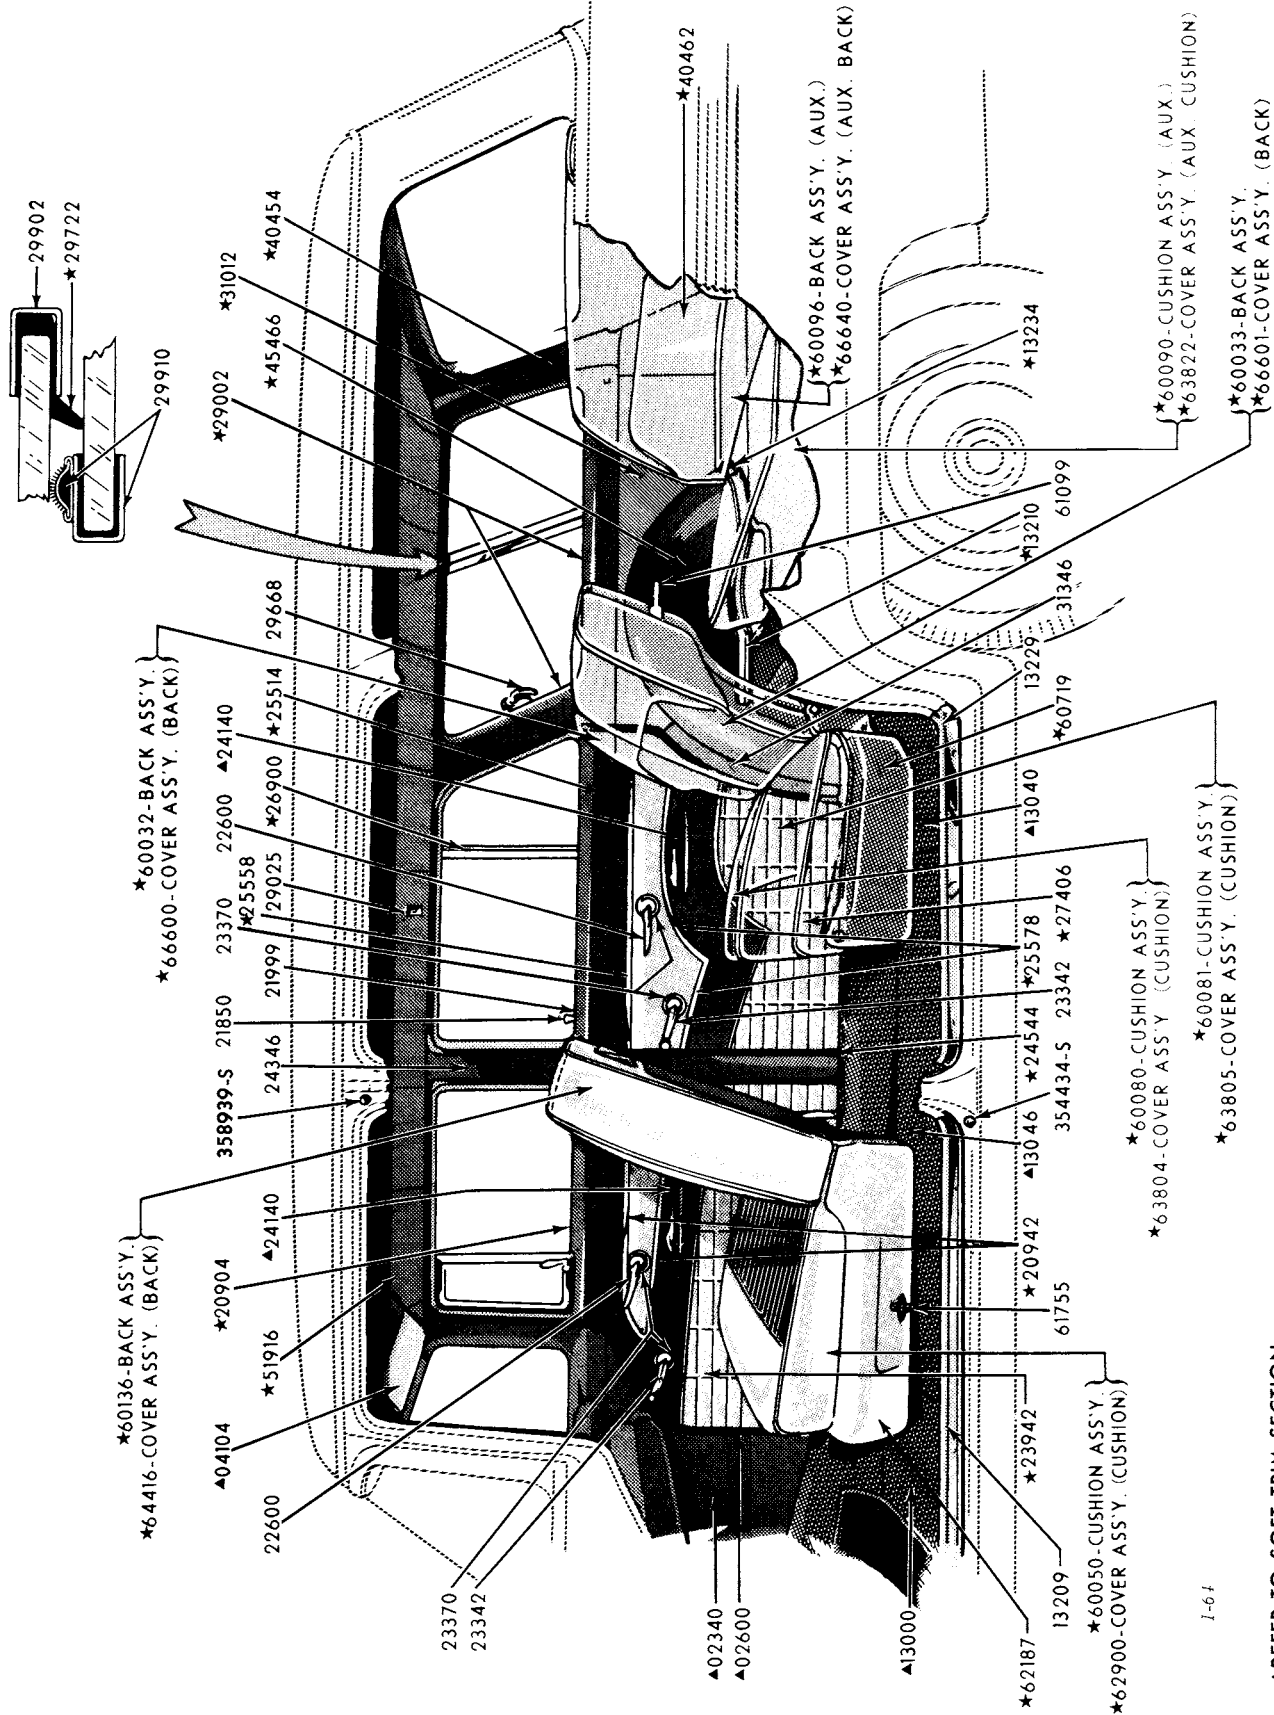 29902
★29722
29910
★40454
★31012
★45466
★29002
★40462
29668
★25514
▲24140
★26900
22600
29025
★25558
23370
21999
21850
24346
358939-S
★60032-BACK ASS'Y.
★66600-COVER ASS'Y. (BACK)
▲24140
★20904
★51916
▲04104
22600
★60136-BACK ASS'Y.
★64416-COVER ASS'Y. (BACK)
23370
23342
▲02340
▲02600
▲13000
★62187
13209
★60050-CUSHION ASS'Y.
★62900-COVER ASS'Y. (CUSHION)
★23942
61755
★20942
▲13046
354434-S
★24544
23342
★25578
★27406
▲13040
★60719
13229
31346
★13210
61099
★13234
★60080-CUSHION ASS'Y.
★63804-COVER ASS'Y (CUSHION)
★60081-CUSHION ASS'Y.
★63805-COVER ASS'Y. (CUSHION)
★60096-BACK ASS'Y. (AUX.)
★66640-COVER ASS'Y. (AUX. BACK)
★60090-CUSHION ASS'Y. (AUX.)
★63822-COVER ASS'Y. (AUX. CUSHION)
★60033-BACK ASS'Y.
★66601-COVER ASS'Y. (BACK)
1-61